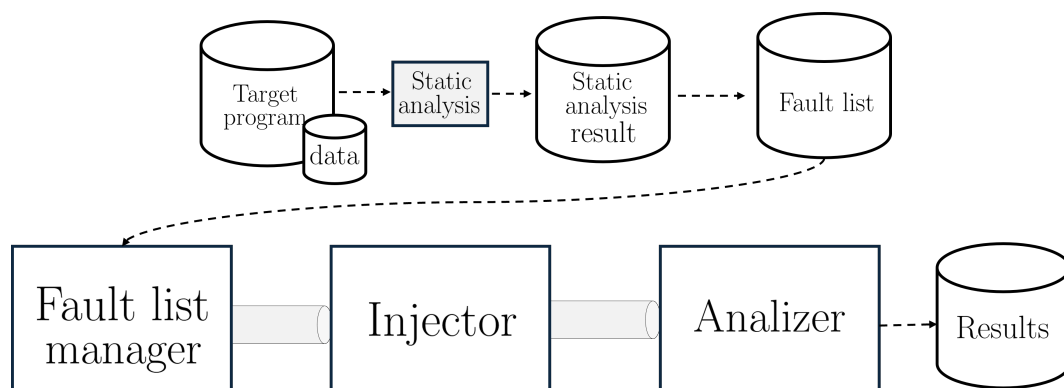 Target
program
data
Static
analysis
Static
analysis
result
Fault list
Fault list
manager
Injector
Analizer
Results